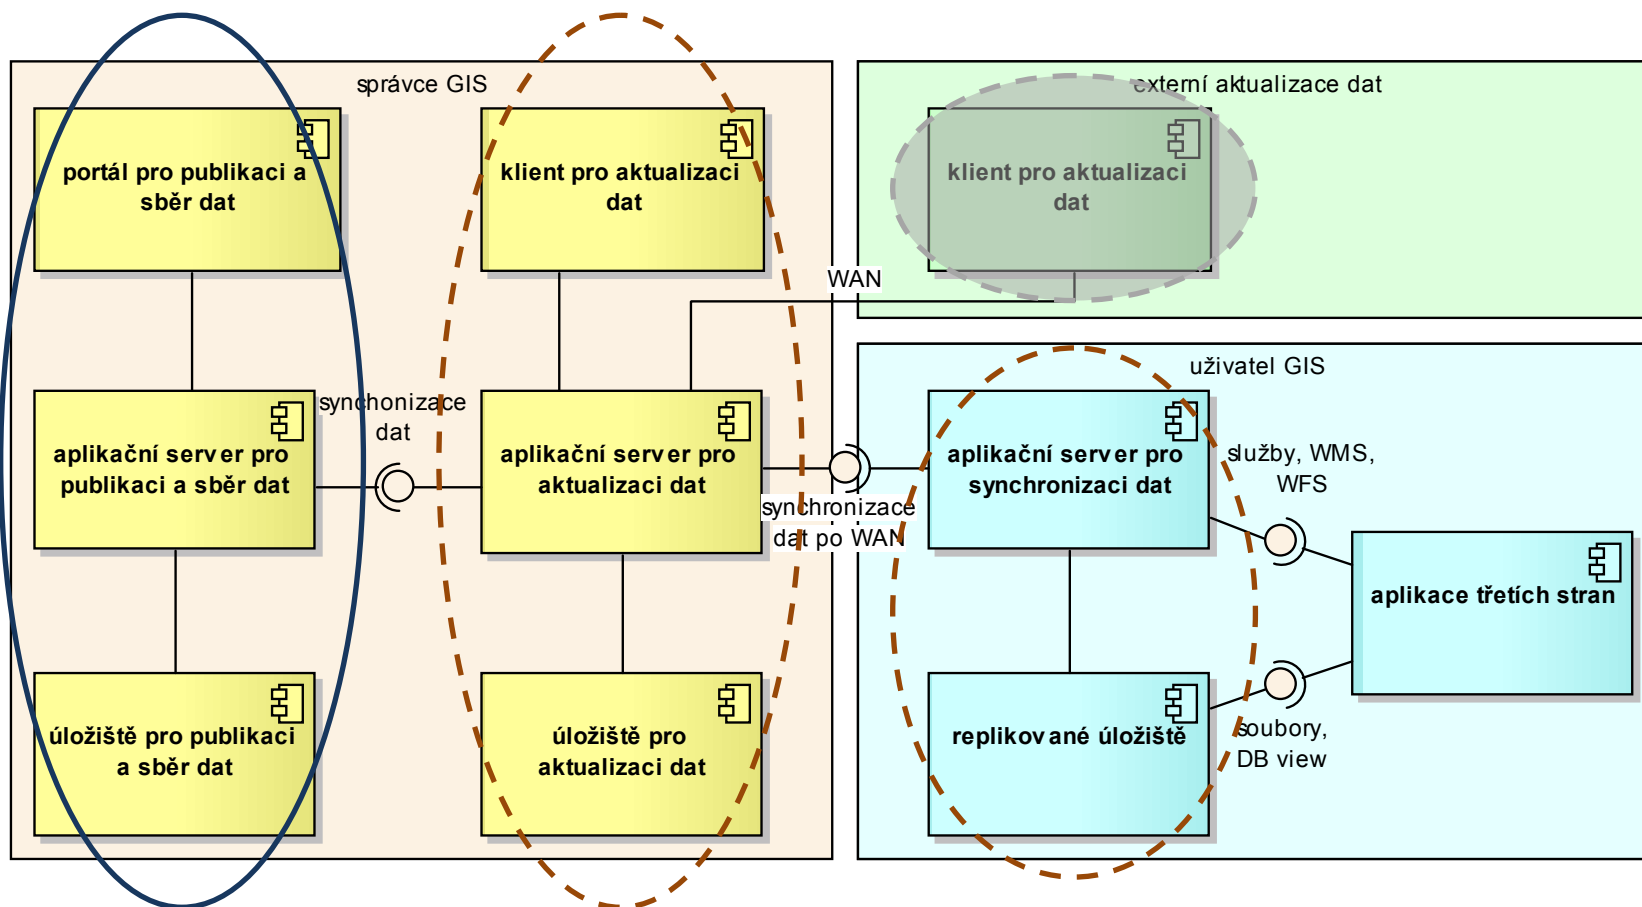 správce GIS
externí aktualizace dat
portál pro publikaci a
sběr dat
klient pro aktualizaci
dat
klient pro aktualizaci
dat
WAN
uživatel GIS
synchonizace
dat
aplikační server pro
publikaci a sběr dat
aplikační server pro
aktualizaci dat
synchronizace
dat po WAN
aplikační server pro
synchronizaci dat
služby, WMS,
WFS
aplikace třetích stran
úložiště pro publikaci
a sběr dat
úložiště pro
aktualizaci dat
replikované úložiště
soubory,
DB view